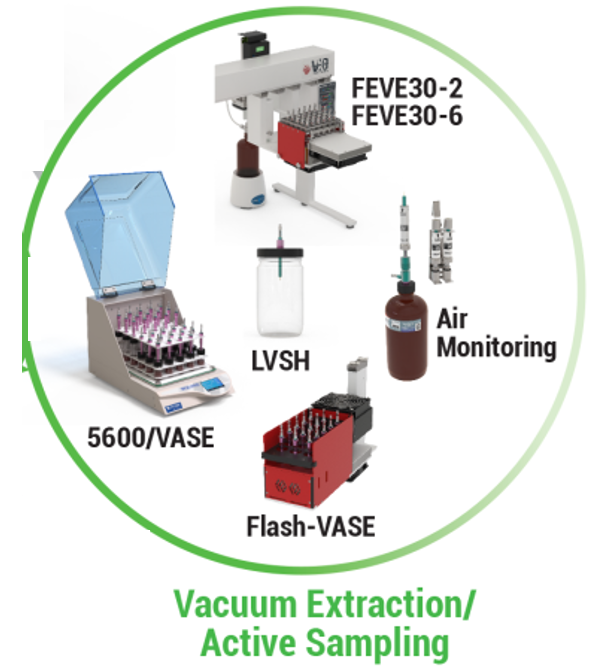 FEVE30-2
FEVE30-6
Air
Monitoring
LVSH
5600/VASE
Flash-VASE
Vacuum Extraction/
Active Sampling